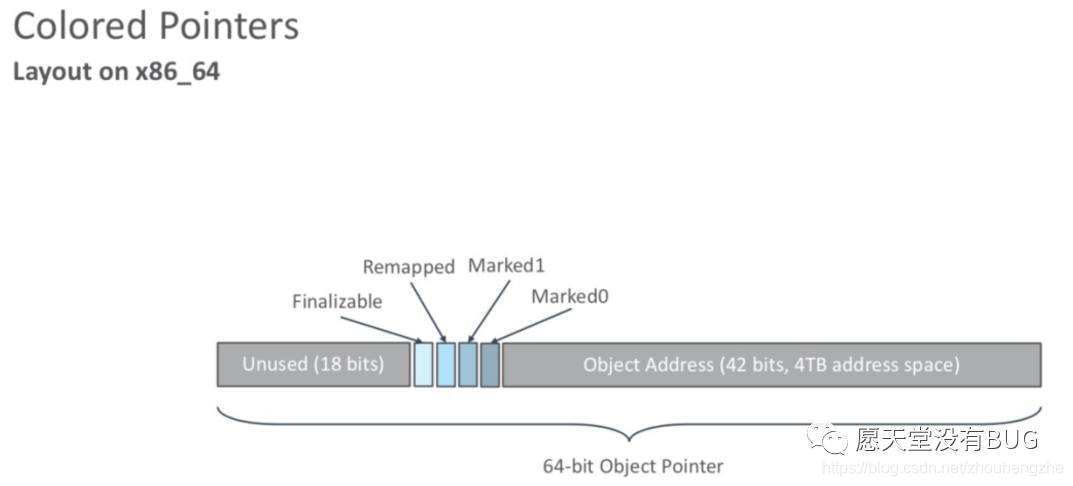 Colored Pointers
Layout on x86_64
Remapped Marked1
Finalizable Marked0
Unused (18 bits) Object Address (42 bits, 4TB address space)
64-bit Object Pointer
愿天堂没有BUG
https://blog.csdn.net/zhouhengzhe